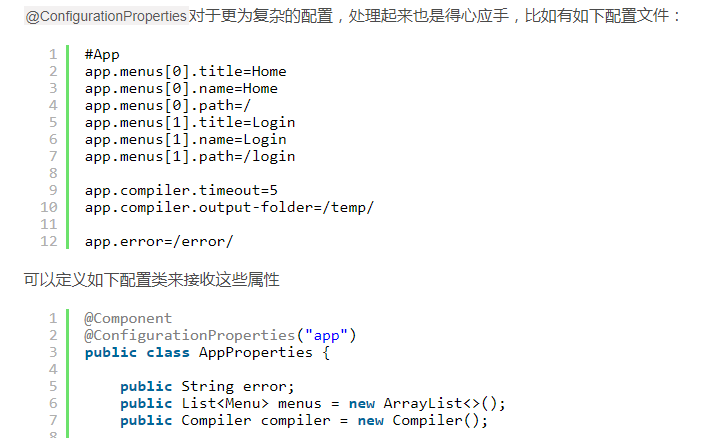 @ConfigurationProperties对于更为复杂的配置，处理起来也是得心应手，比如有如下配置文件：
1 #App
2 app.menus[0].title=Home
3 app.menus[0].name=Home
4 app.menus[0].path=/
5 app.menus[1].title=Login
6 app.menus[1].name=Login
7 app.menus[1].path=/login
8
9 app.compiler.timeout=5
10 app.compiler.output-folder=/temp/
11
12 app.error=/error/
可以定义如下配置类来接收这些属性
1 @Component
2 @ConfigurationProperties("app")
3 public class AppProperties {
4
5 public String error;
6 public List<Menu> menus = new ArrayList<>();
7 public Compiler compiler = new Compiler();